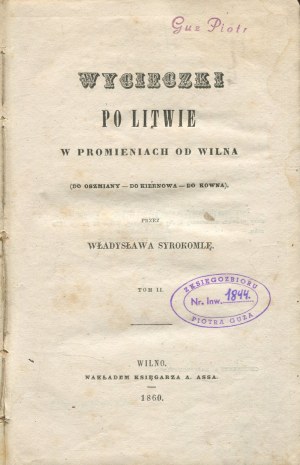 Guz Piotr
WYCIECZKI
PO LITWIE
W PROMIENIACH OD WILNA
(DO OSZMIANY — DO KIERNOWA — DO KOWNA),
PRZEZ
WŁADYSŁAWA SYROKOMLĘ.
TOM II.
Z KSIĘGOZBIORU
Nr. Inw. 1844.
PIOTRA GUZA
WILNO.
NAKŁADEM KSIĘGARZA A. ASSA.
1860.